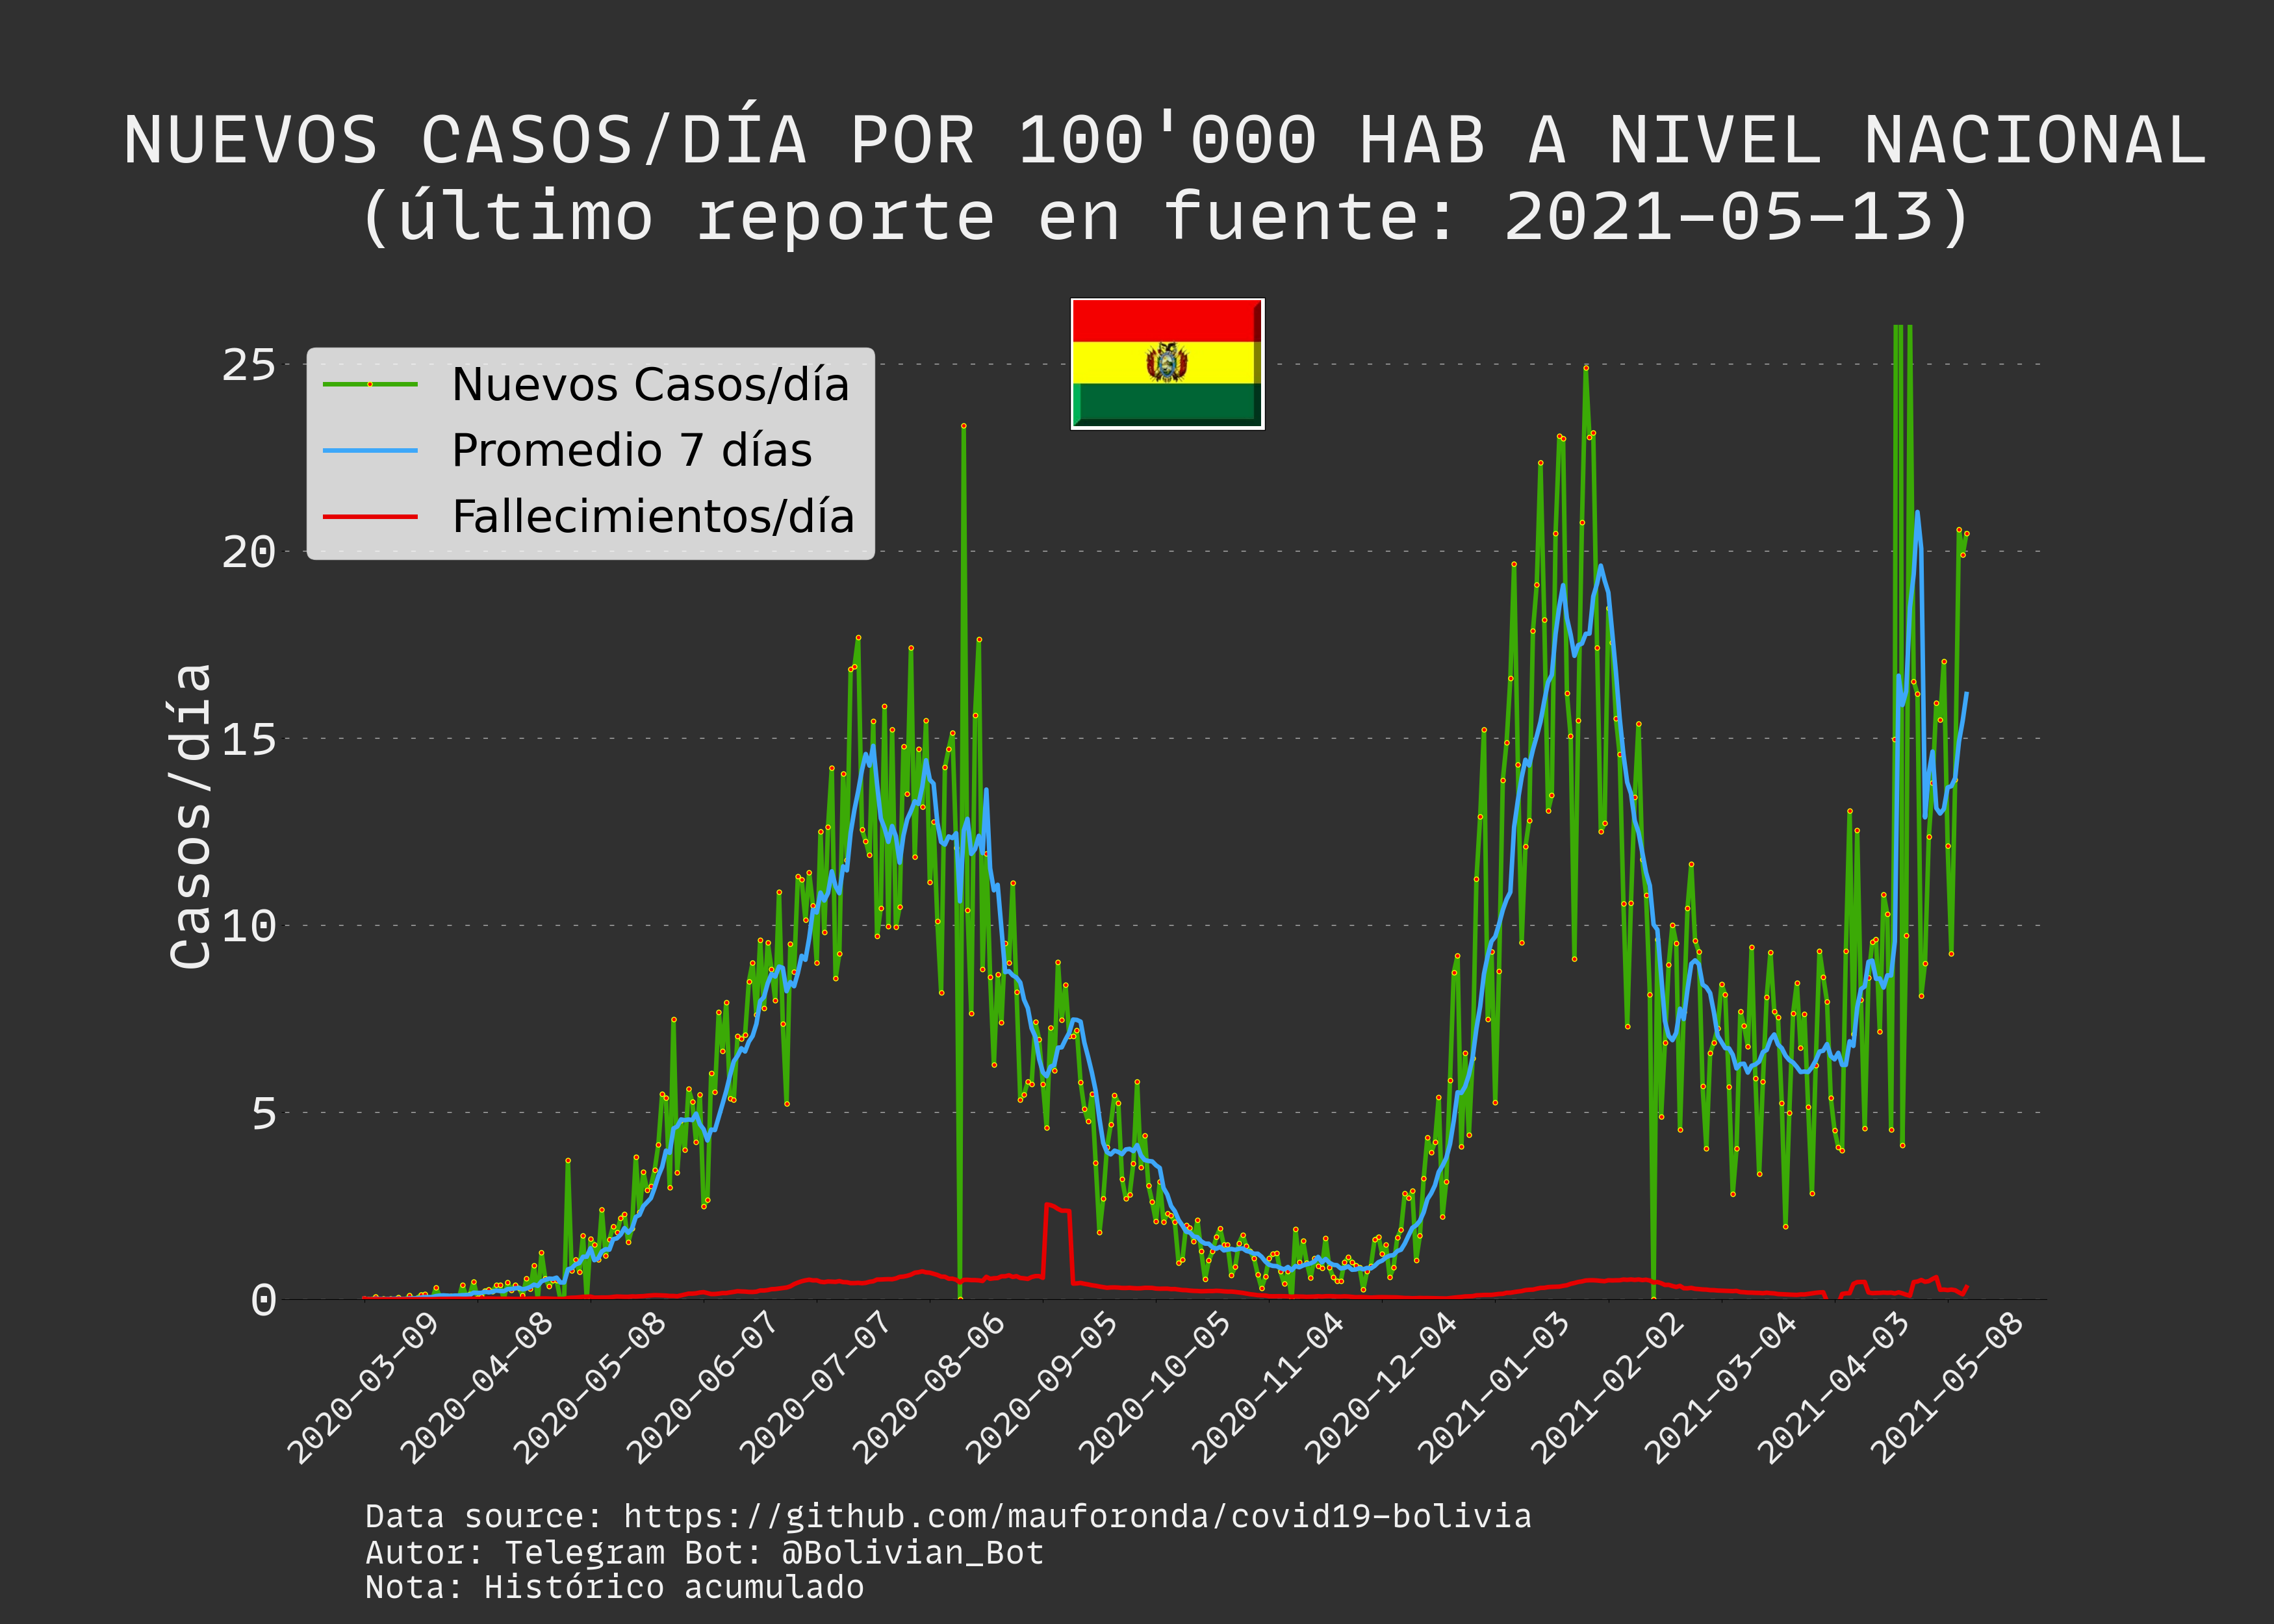 NUEVOS CASOS/DÍA POR 100'000 HAB A NIVEL NACIONAL
(último reporte en fuente: 2021-05-13)
Nuevos Casos/día
Promedio 7 días
Fallecimientos/día
Casos/día
25
20
15
10
5
0
2020-03-09
2020-04-08
2020-05-08
2020-06-07
2020-07-07
2020-08-06
2020-09-05
2020-10-05
2020-11-04
2020-12-04
2021-01-03
2021-02-02
2021-03-04
2021-04-03
2021-05-08
Data source: https://github.com/mauforonda/covid19-bolivia
Autor: Telegram Bot: @Bolivian_Bot
Nota: Histórico acumulado